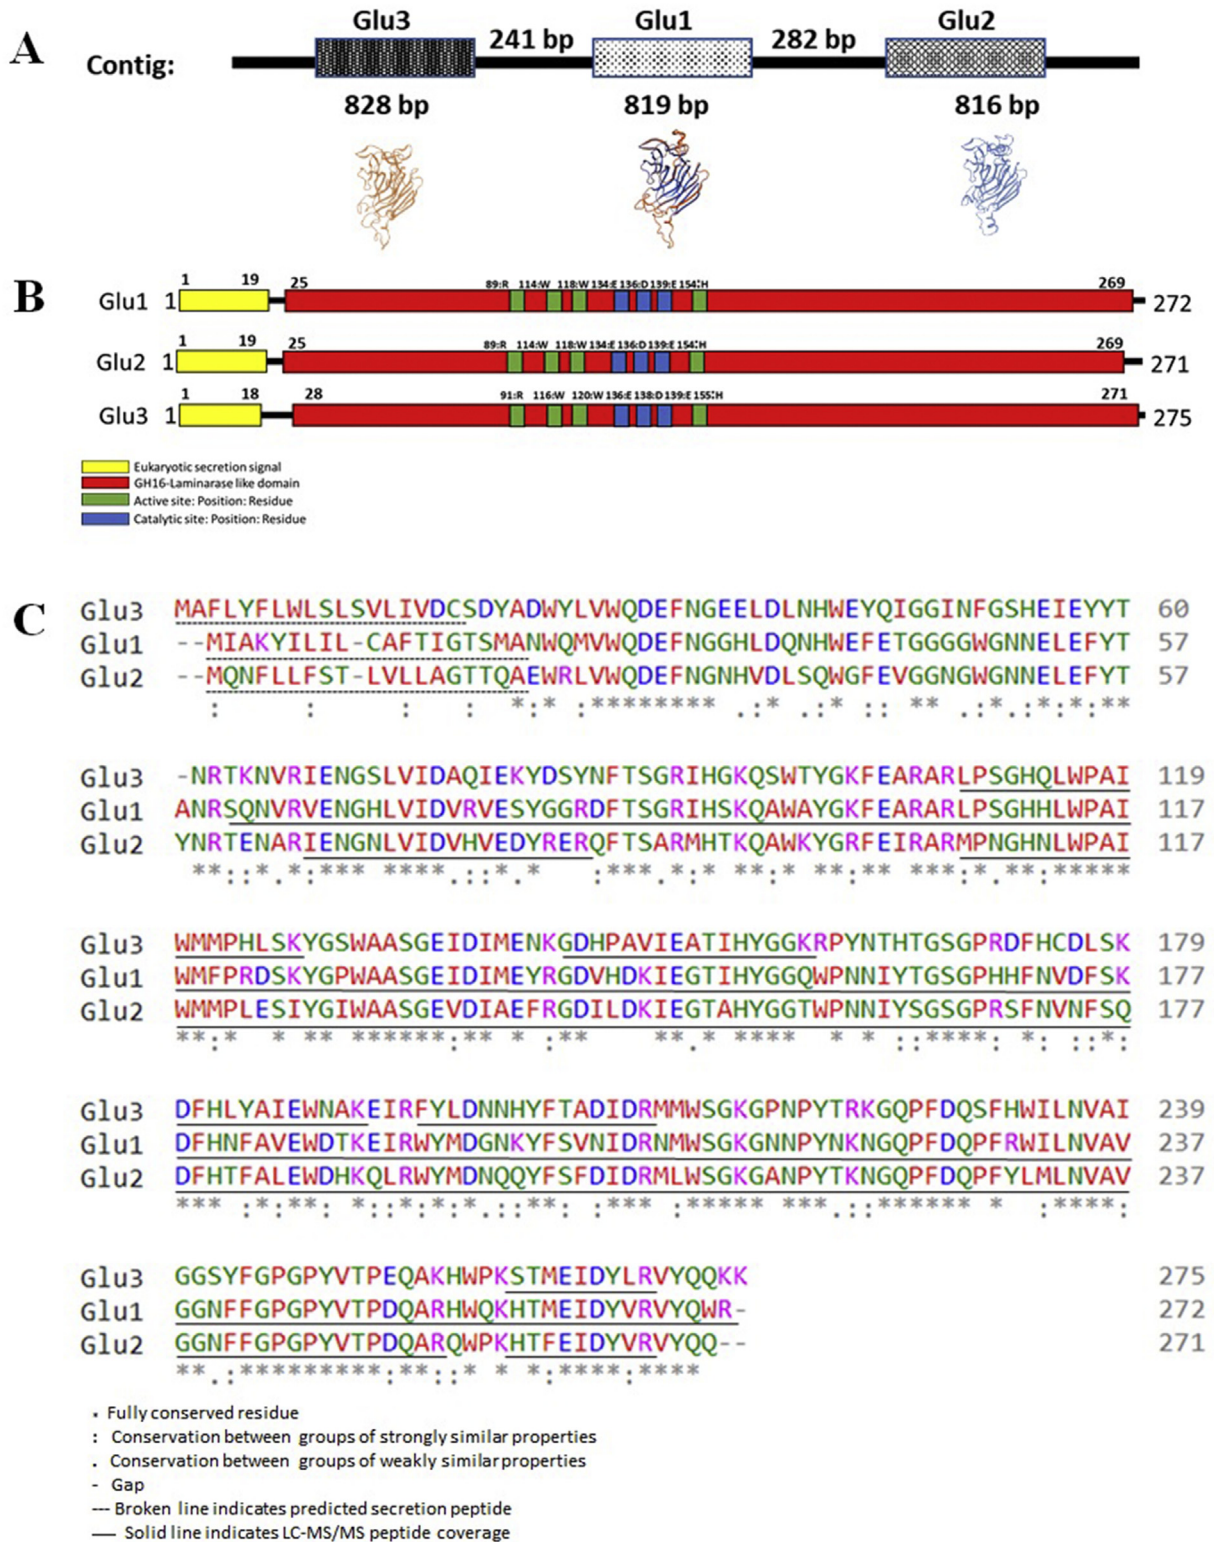 A
Glu3 Glu1 Glu2
241 bp 282 bp
Contig:
828 bp 819 bp 816 bp
B
1 19 25 89:R 114:W 118:W 134:E 136:D 139:E 154:H 269
Glu1 1 272
1 19 25 89:R 114:W 118:W 134:E 136:D 139:E 154:H 269
Glu2 1 271
1 18 28 91:R 116:W 120:W 136:E 138:D 139:E 155:H 271
Glu3 1 275
Eukaryotic secretion signal
GH16-Laminarase like domain
Active site: Position: Residue
Catalytic site: Position: Residue
C
Glu3 MAFLYFLWLSLSVLIVDCSDYADWYLVWQDEFNGEELDLNHWEYQIGGINFGSHEIEYYT 60
Glu1 --MIAKYILIL-CAFTIGTSMANWQMVWQDEFNGGHLDQNHWEFETGGGGWGNNELEFYT 57
Glu2 --MQNFLLFST-LVLLAGTTQAEWRLVWQDEFNGNHVDLSQWGFEVGGNGWGNNELEFYT 57
: : : : *:* :******** .:* .:* :: ** .:*.:*:*:**
Glu3 -NRTKNVRIENGSLVIDAQIEKYDSYNFTSGRIHGKQSWTYGKFEARARLPSGHQLWPAI 119
Glu1 ANRSQNVRVENGHLVIDVRVESYGGRDFTSGRIHSKQAWAYGKFEARARLPSGHHLWPAI 117
Glu2 YNRTENARIENGNLVIDVHVEDYRERQFTSARMHTKQAWKYGRFEIRARMPNGHNLWPAI 117
**::*.*:*** ****.::*.* :***.*:* **:* **:** ***:*.**:*****
Glu3 WMMPHLSKYGSWAASGEIDIMENKGDHPAVIEATIHYGGKRPYNTHTGSGPRDFHCDLSK 179
Glu1 WMFPRDSKYGPWAASGEIDIMEYRGDVHDKIEGTIHYGGQWPNNIYTGSGPHHFNVDFSK 177
Glu2 WMMPLESIYGIWAASGEVDIAEFRGDILDKIEGTAHYGGTWPNNIYSGSGPRSFNVNFSQ 177
**:* * ** ******:** * :** **.* **** * * ::****: *: ::*:
Glu3 DFHLYAIEWNAKEIRFYLDNNHYFTADIDRMMWSGKGPNPYTRKGQPFDQSFHWILNVAI 239
Glu1 DFHNFAVEWDTKEIRWYMDGNKYFSVNIDRNMWSGKGNNPYNKNGQPFDQPFRWILNVAV 237
Glu2 DFHTFALEWDHKQLRWYMDNQQYFSFDIDRMLWSGKGANPYTKNGQPFDQPFYLMLNVAV 237
*** :*:**: *::*:*:*.::**: :*** :***** ***.::****** * :****:
Glu3 GGSYFGPGPYVTPEQAKHWPKSTMEIDYLRVYQQKK 275
Glu1 GGNFFGPGPYVTPDQARHWQKHTMEIDYVRVYQWR- 272
Glu2 GGNFFGPGPYVTPDQARQWPKHTFEIDYVRVYQQ-- 271
**.:*********:**::* * *:****:****
* Fully conserved residue
: Conservation between groups of strongly similar properties
. Conservation between groups of weakly similar properties
- Gap
--- Broken line indicates predicted secretion peptide
— Solid line indicates LC-MS/MS peptide coverage